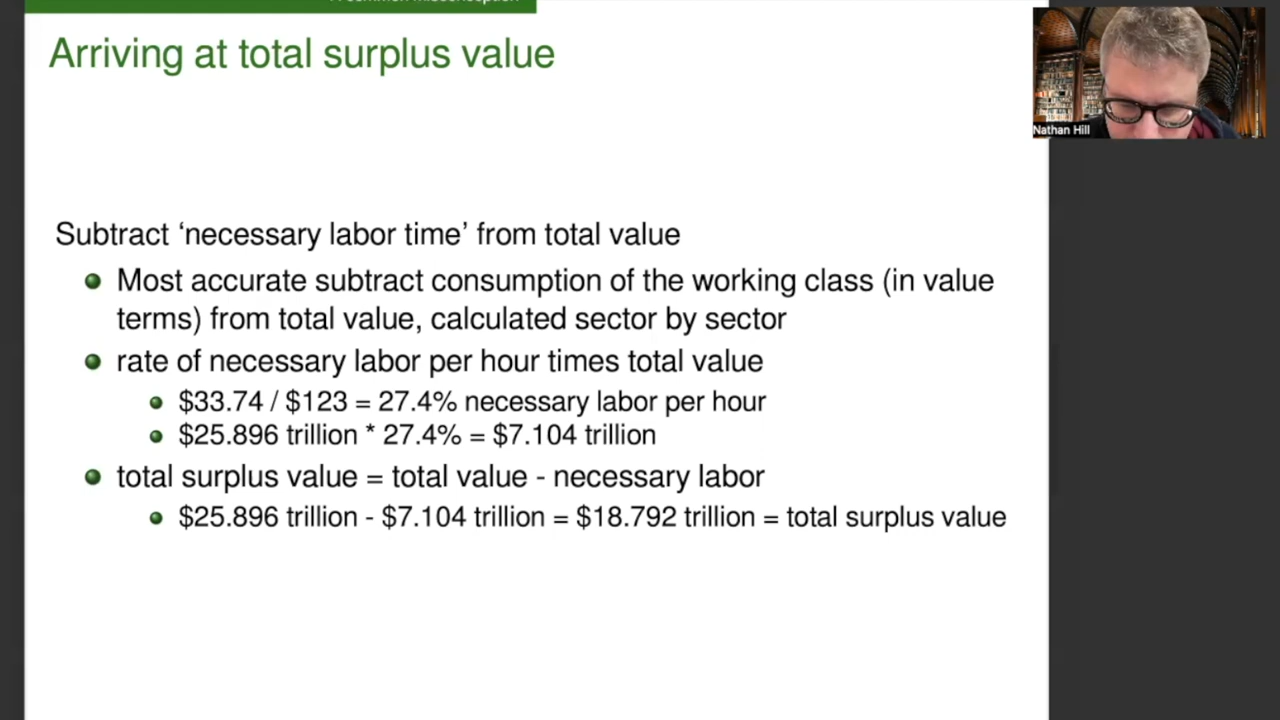 Arriving at total surplus value
Nathan Hill
Subtract ‘necessary labor time’ from total value
Most accurate subtract consumption of the working class (in value
terms) from total value, calculated sector by sector
rate of necessary labor per hour times total value
$33.74 / $123 = 27.4% necessary labor per hour
$25.896 trillion * 27.4% = $7.104 trillion
total surplus value = total value - necessary labor
$25.896 trillion - $7.104 trillion = $18.792 trillion = total surplus value